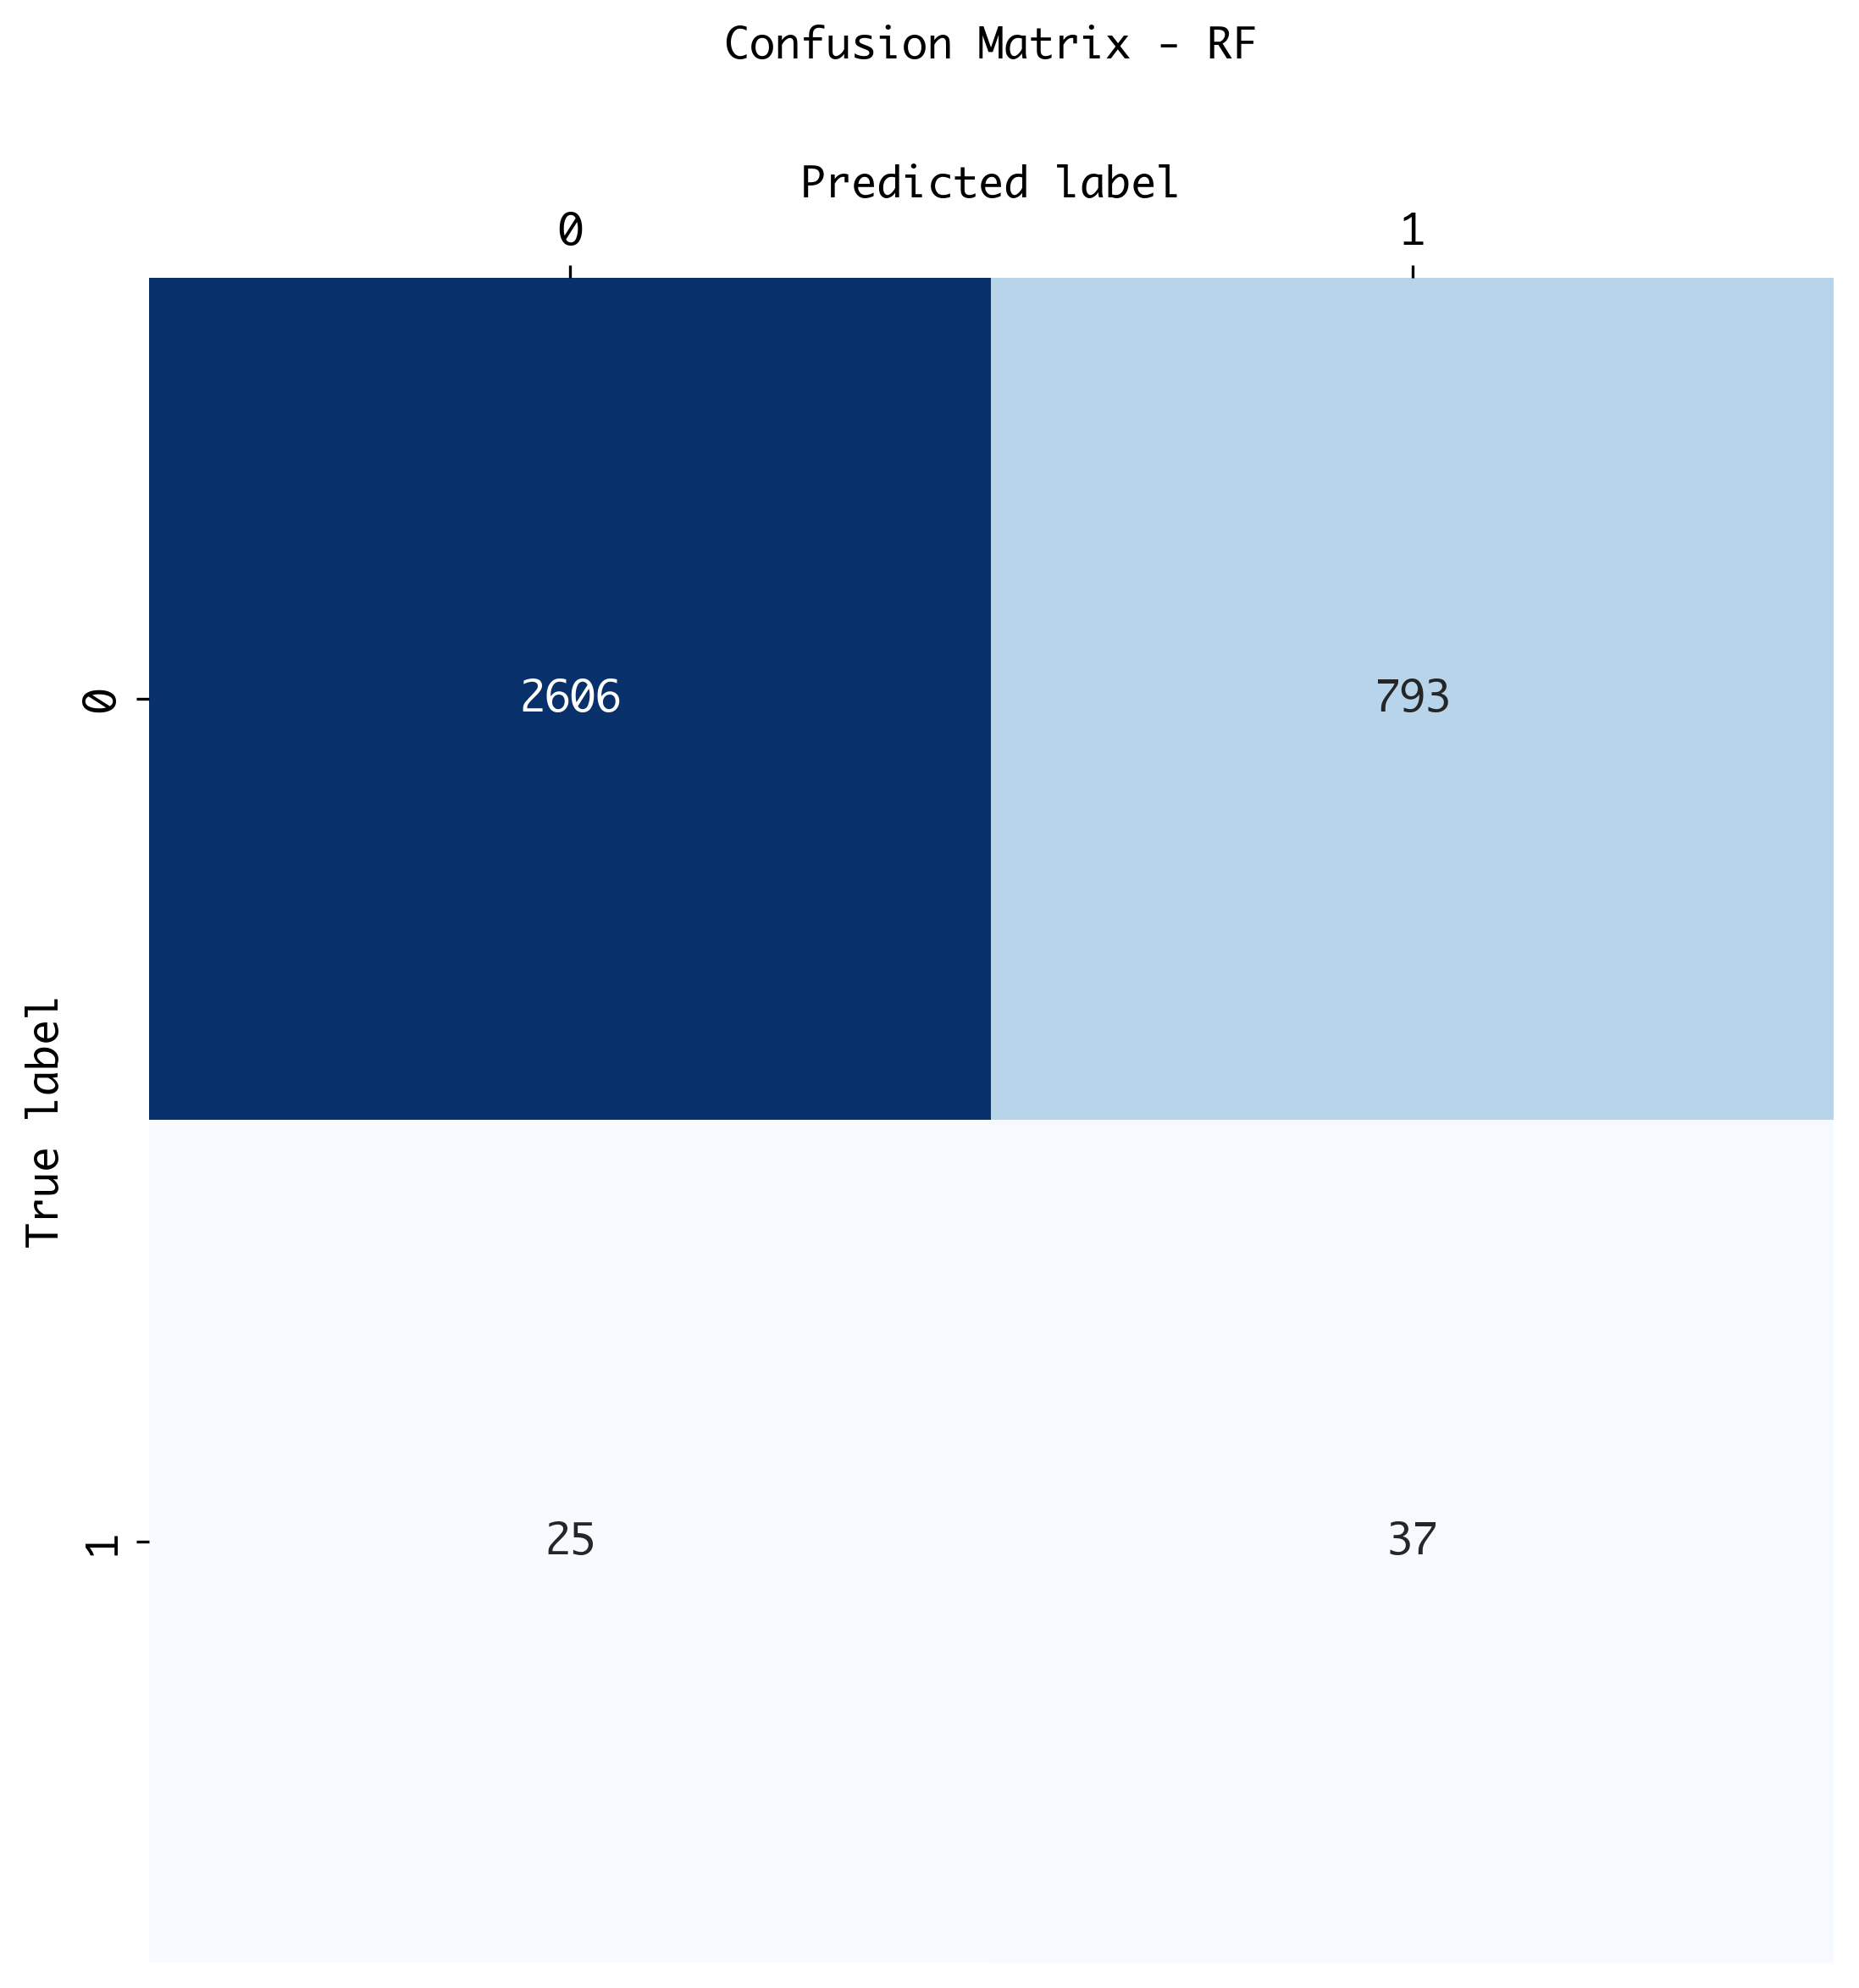 Confusion Matrix - RF
Predicted label
0 1
True label
0 2606 793
1 25 37